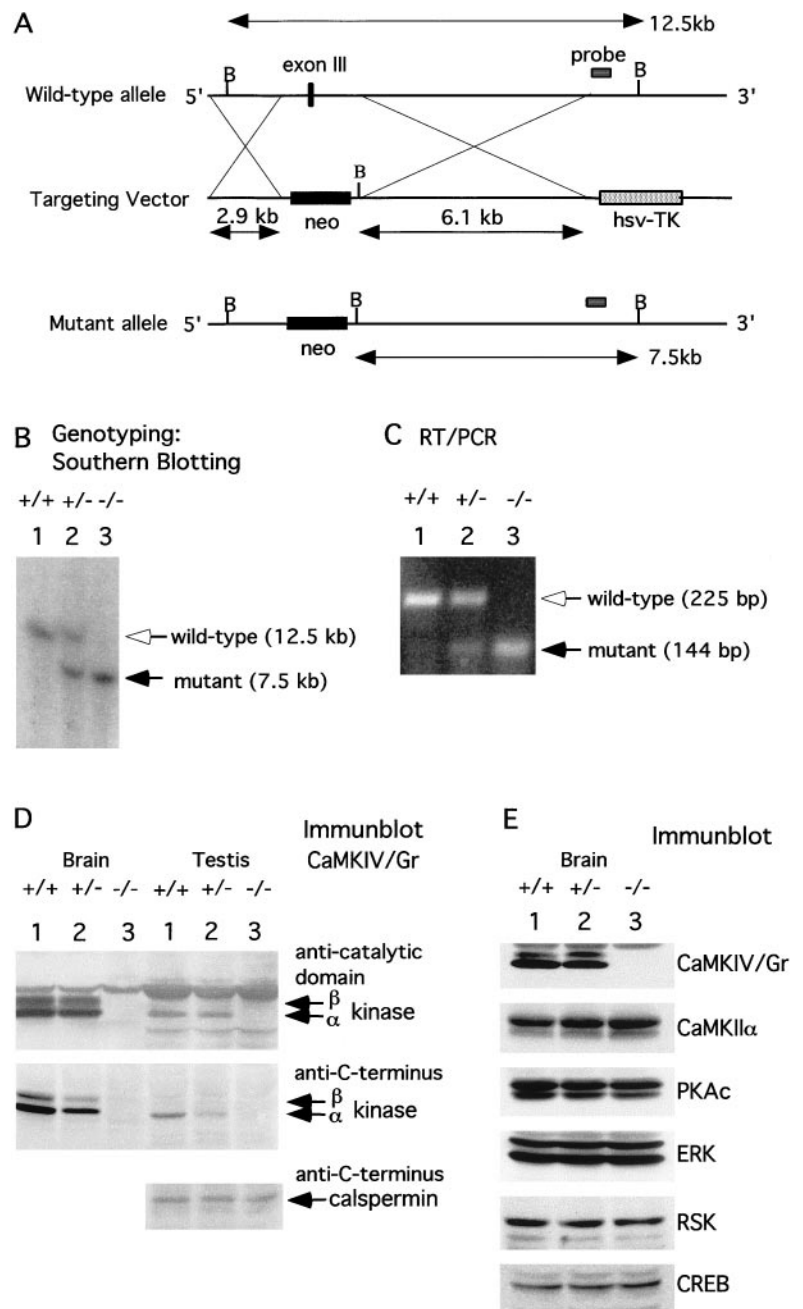 A
12.5kb
exon III
probe
B
B
Wild-type allele
5'
3'
B
Targeting Vector
2.9 kb
neo
6.1 kb
hsv-TK
B
B
B
Mutant allele
5'
3'
neo
7.5kb
B Genotyping:
Southern Blotting
+/+ +/- -/-
1 2 3
wild-type (12.5 kb)
mutant (7.5 kb)
C RT/PCR
+/+ +/- -/-
1 2 3
wild-type (225 bp)
mutant (144 bp)
D
Immunblot
CaMKIV/Gr
Brain
Testis
+/+ +/- -/-
+/+ +/- -/-
1 2 3
1 2 3
anti-catalytic
domain
β
α kinase
anti-C-terminus
β
α kinase
anti-C-terminus
calspermin
E
Immunblot
Brain
+/+ +/- -/-
1 2 3
CaMKIV/Gr
CaMKIIα
PKAc
ERK
RSK
CREB